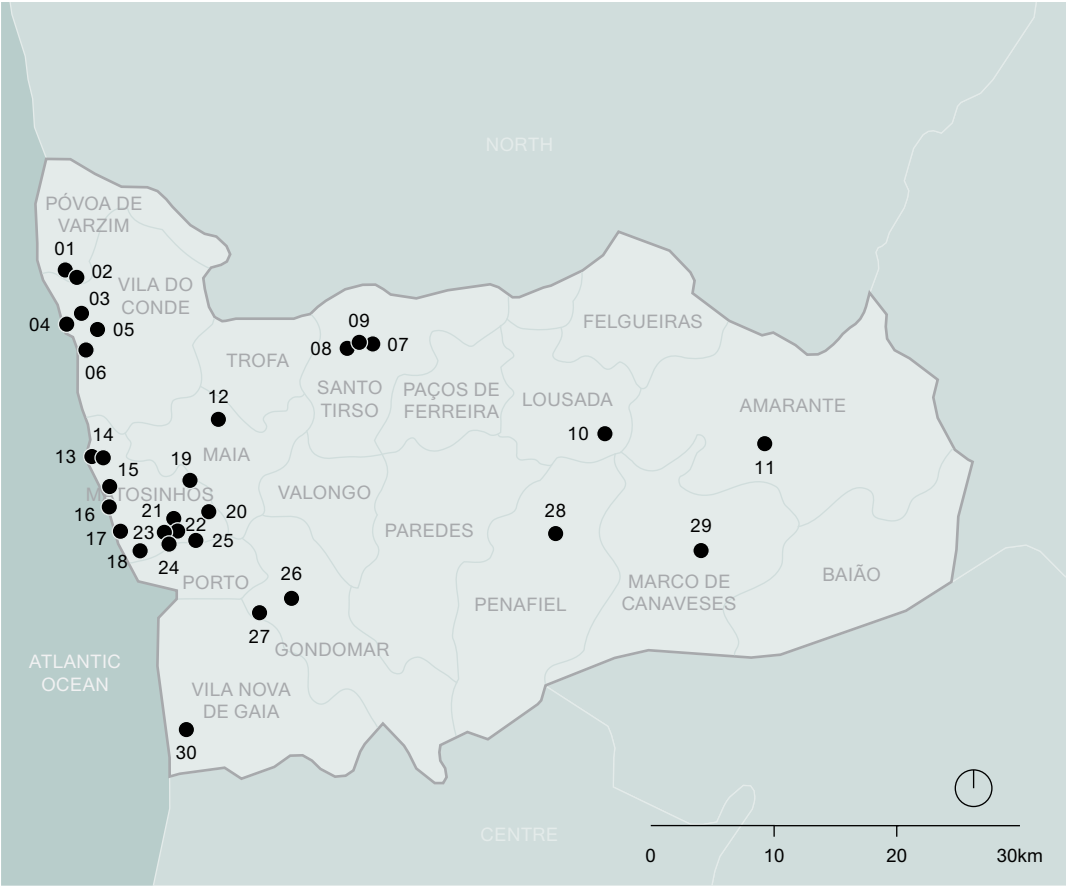 NORTH
PÓVOA DE
VARZIM
01
02
VILA DO
CONDE
03
04
05
06
TROFA
09
08
07
SANTO
TIRSO
PAÇOS DE
FERREIRA
FELGUEIRAS
LOUSADA
10
AMARANTE
11
12
MAIA
14
13
15
19
MATOSINHOS
16
21
20
22
17
23
25
18
24
VALONGO
PAREDES
28
29
PORTO
26
27
GONDOMAR
PENAFIEL
MARCO DE
CANAVESES
BAIÃO
ATLANTIC
OCEAN
VILA NOVA
DE GAIA
30
CENTRE
0
10
20
30km